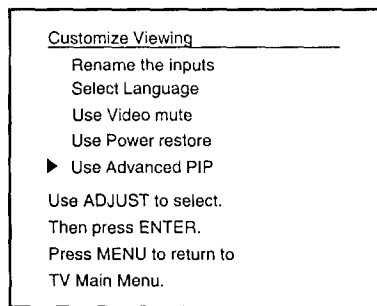 Customize Viewing
Rename the inputs
Select Language
Use Video mute
Use Power restore
▶ Use Advanced PIP
Use ADJUST to select.
Then press ENTER.
Press MENU to return to
TV Main Menu.